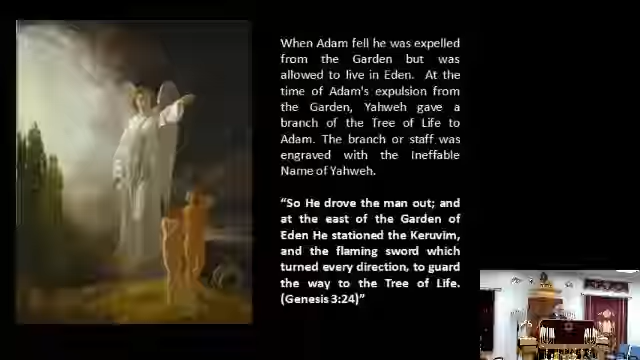 When Adam fell he was expelled
from the Garden but was
allowed to live in Eden. At the
time of Adam's expulsion from
the Garden, Yahweh gave a
branch of the Tree of Life to
Adam. The branch or staff was
engraved with the Ineffable
Name of Yahweh.
“So He drove the man out; and
at the east of the Garden of
Eden He stationed the Keruvim,
and the flaming sword which
turned every direction, to guard
the way to the Tree of Life.
(Genesis 3:24)”